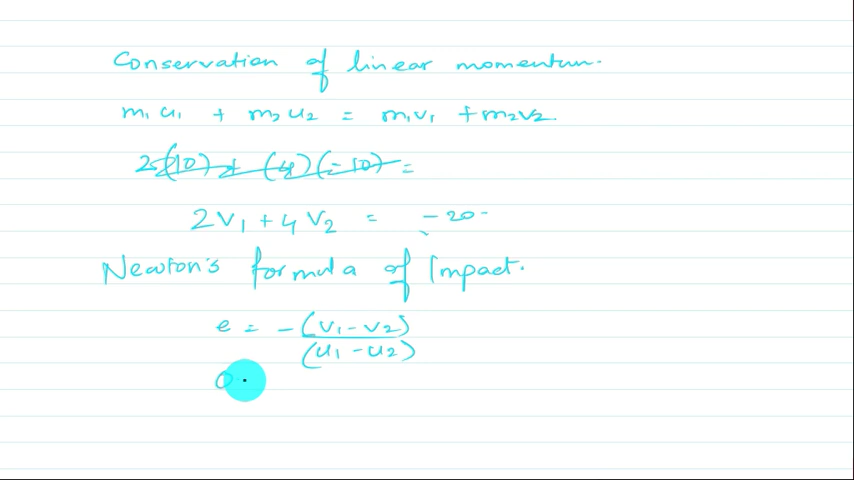 Conservation of linear momentum.
m₁u₁ + m₂u₂ = m₁v₁ + m₂v₂.
2(10) + (4)(-10) =
2V₁ + 4V₂ = -20
Newton's formula of Impact.
e = -(v₁ - v₂)
(u₁ - u₂)
0.